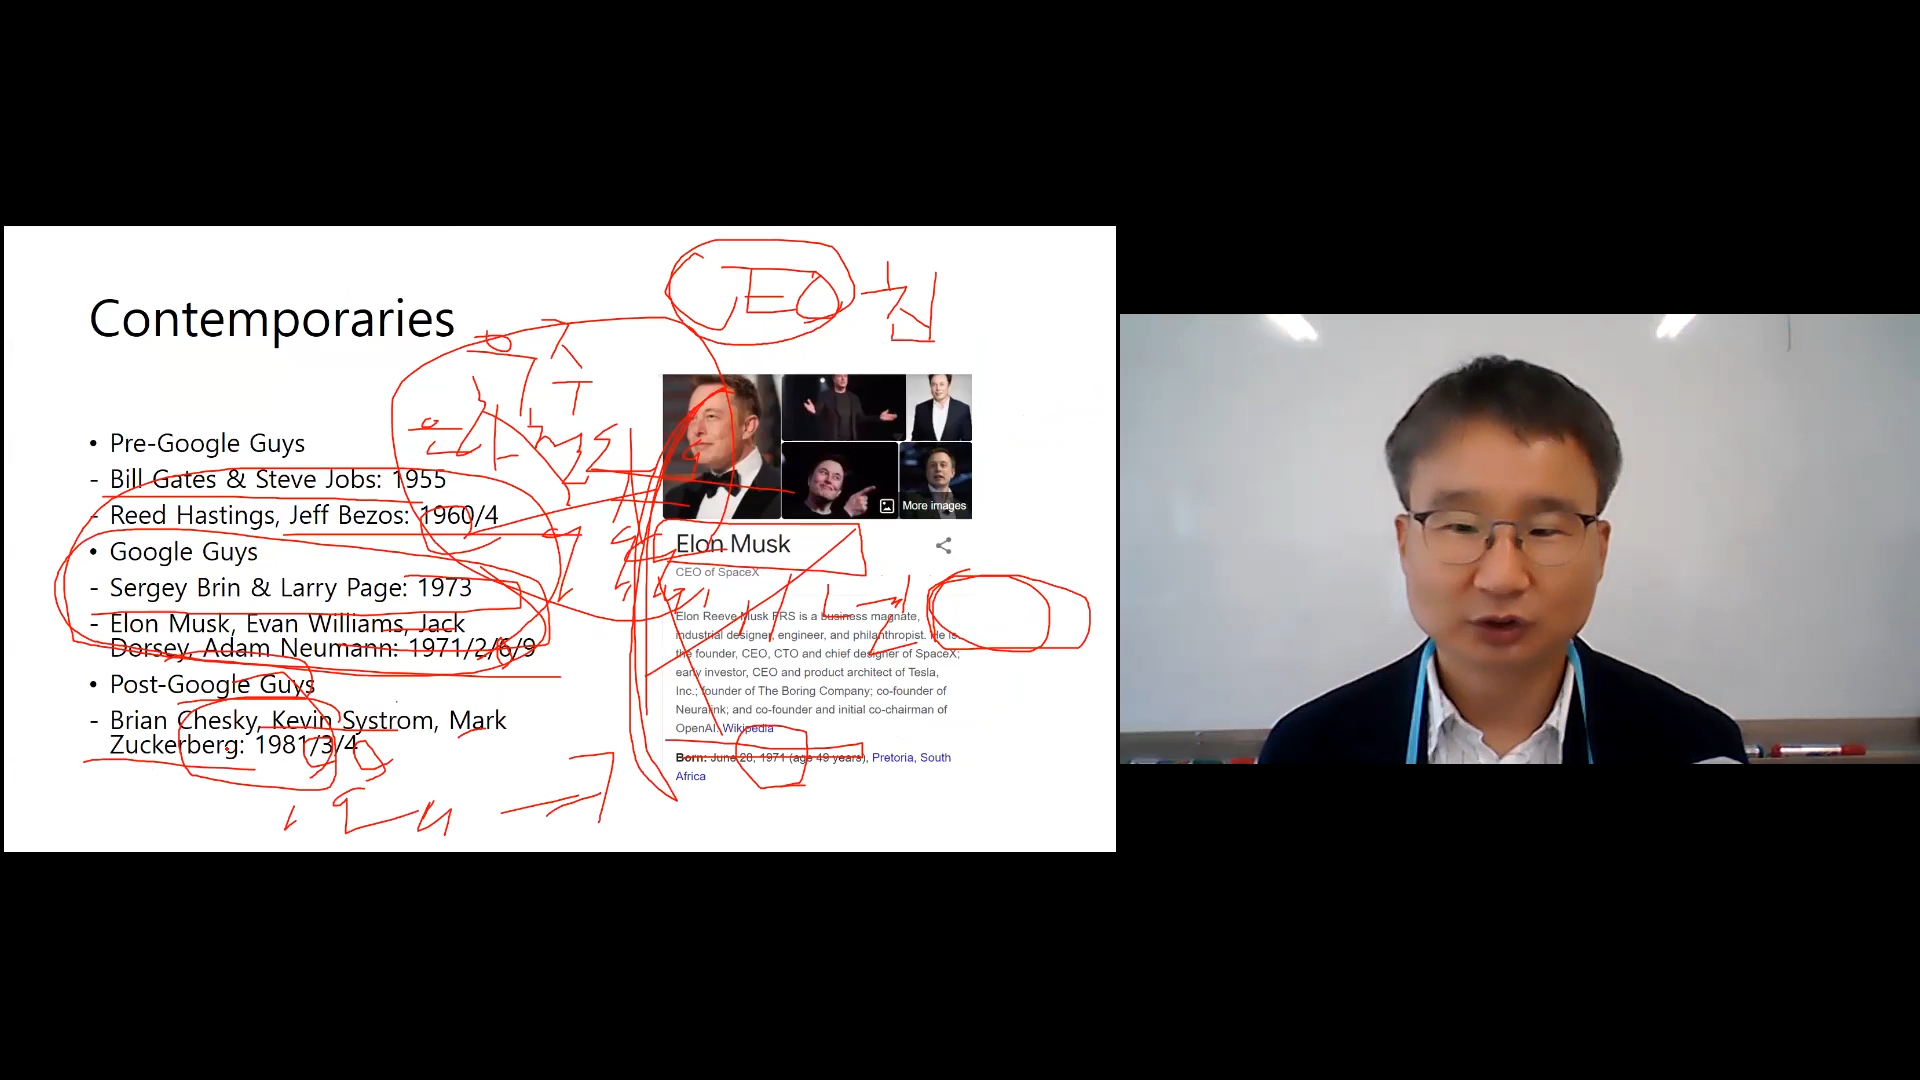 Contemporaries
• Pre-Google Guys
- Bill Gates & Steve Jobs: 1955
- Reed Hastings, Jeff Bezos: 1960/4
• Google Guys
- Sergey Brin & Larry Page: 1973
- Elon Musk, Evan Williams, Jack
Dorsey, Adam Neumann: 1971/2/6/9
• Post-Google Guys
- Brian Chesky, Kevin Systrom, Mark
Zuckerberg: 1981/3/4
CEO
More images
Elon Musk
CEO of SpaceX
Elon Reeve Musk FRS is a business magnate,
industrial designer, engineer, and philanthropist. He is
the founder, CEO, CTO and chief designer of SpaceX;
early investor, CEO and product architect of Tesla,
Inc.; founder of The Boring Company; co-founder of
Neuralink; and co-founder and initial co-chairman of
OpenAI. Wikipedia
Born: June 28, 1971 (age 49 years), Pretoria, South
Africa